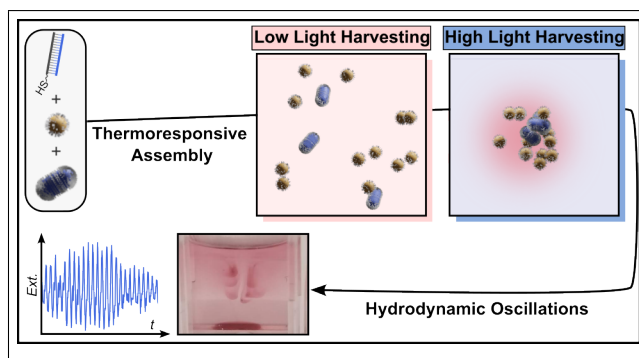 Low Light Harvesting
High Light Harvesting
HS
+
+
Thermoresponsive
Assembly
Ext.
t
Hydrodynamic Oscillations